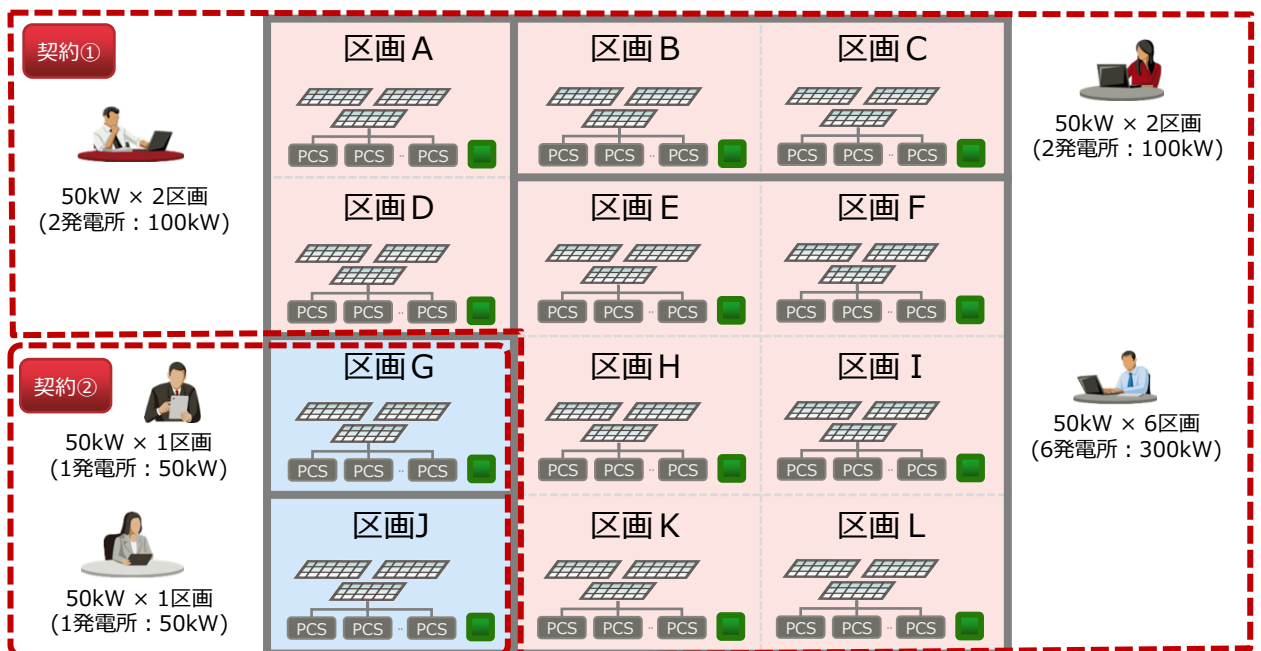 契約①
50kW × 2区画
(2発電所：100kW)
区画A
PCS PCS ‥ PCS
区画B
PCS PCS ‥ PCS
区画C
PCS PCS ‥ PCS
50kW × 2区画
(2発電所：100kW)
区画D
PCS PCS ‥ PCS
区画E
PCS PCS ‥ PCS
区画F
PCS PCS ‥ PCS
契約②
50kW × 1区画
(1発電所：50kW)
区画G
PCS PCS ‥ PCS
区画H
PCS PCS ‥ PCS
区画I
PCS PCS ‥ PCS
50kW × 6区画
(6発電所：300kW)
50kW × 1区画
(1発電所：50kW)
区画J
PCS PCS ‥ PCS
区画K
PCS PCS ‥ PCS
区画L
PCS PCS ‥ PCS